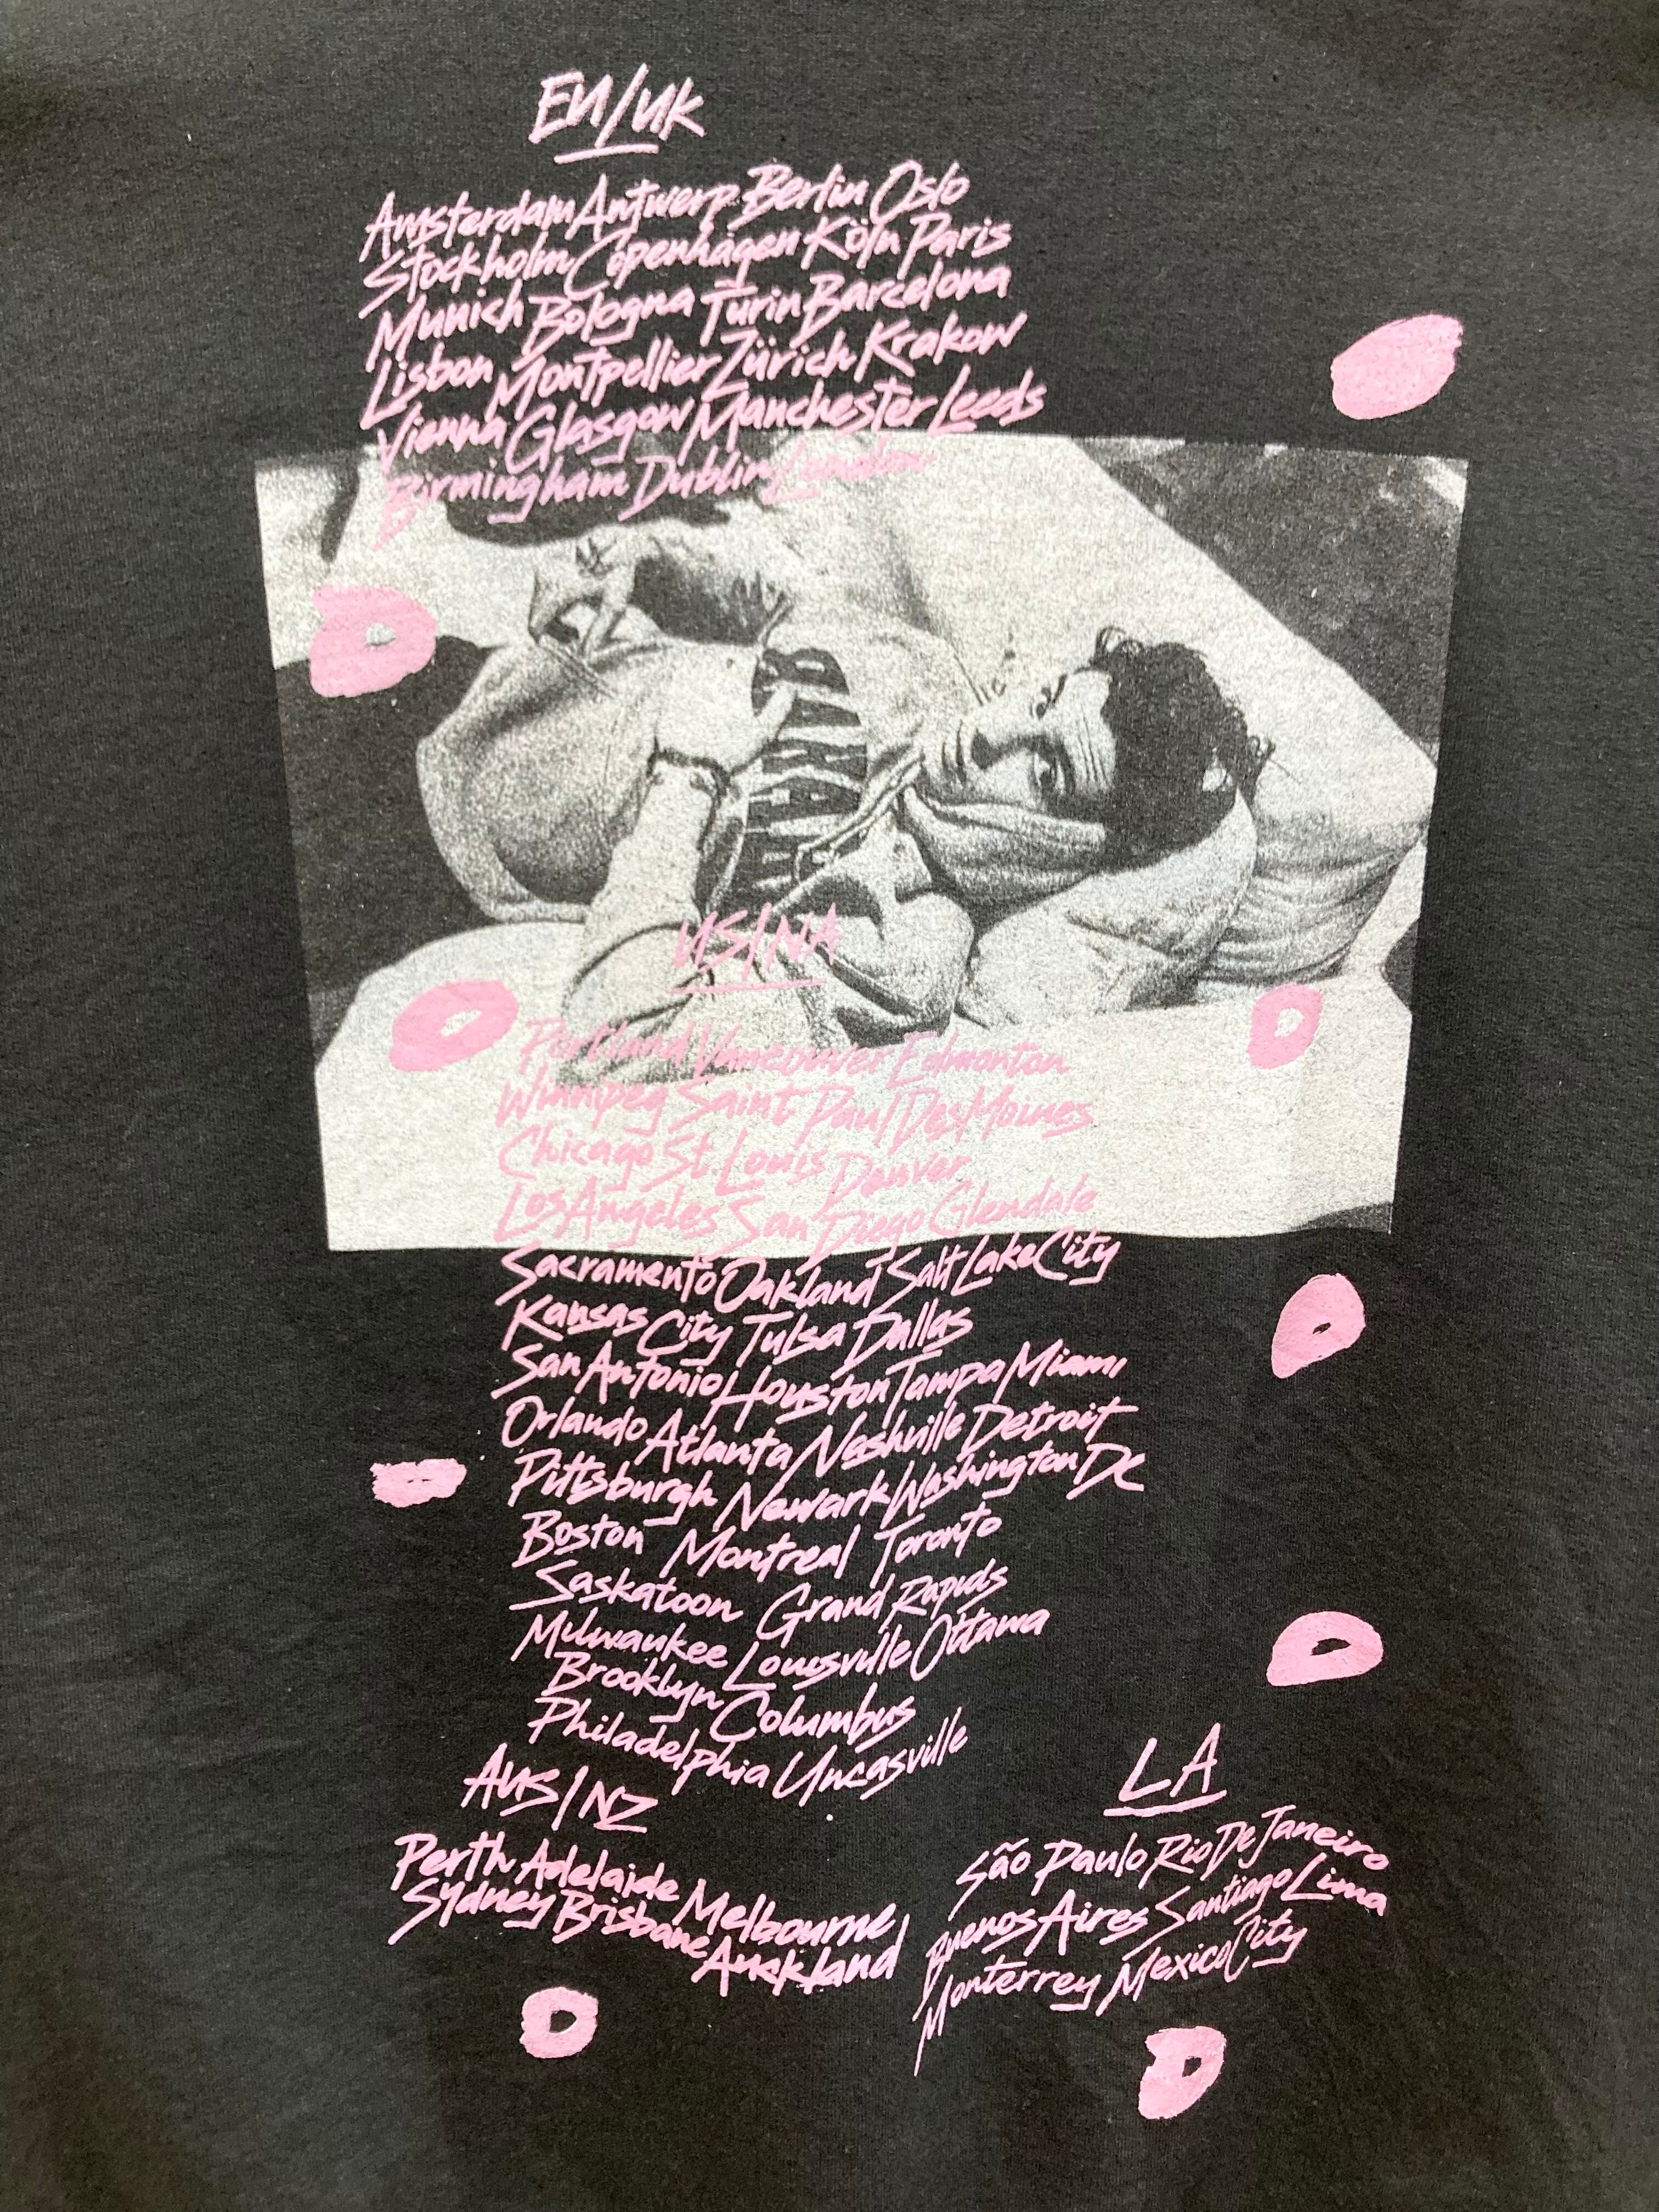 EU/UK
Amsterdam Antwerp Berlin Oslo
Stockholm Copenhagen Köln Paris
Munich Bologna Turin Barcelona
Lisbon Montpellier Zürich Krakow
Vienna Glasgow Manchester Leeds
Birmingham Dublin London
US/NA
Portland Vancouver Edmonton
Winnipeg Saint Paul Des Moines
Chicago St. Louis Denver
Los Angeles San Diego Glendale
Sacramento Oakland Salt Lake City
Kansas City Tulsa Dallas
San Antonio Houston Tampa Miami
Orlando Atlanta Nashville Detroit
Pittsburgh Newark Washington DC
Boston Montreal Toronto
Saskatoon Grand Rapids
Milwaukee Louisville Ottawa
Brooklyn Columbus
Philadelphia Uncasville
AUS/NZ
Perth Adelaide Melbourne
Sydney Brisbane Auckland
LA
São Paulo Rio De Janeiro
Buenos Aires Santiago Lima
Monterrey Mexico City